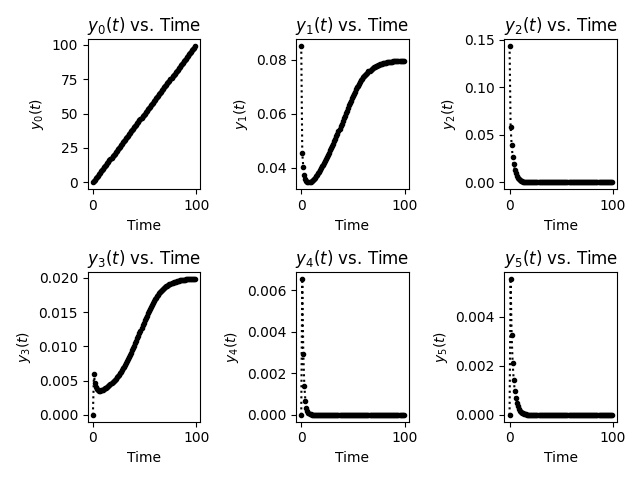 y₀(t) vs. Time
y₁(t) vs. Time
y₂(t) vs. Time
y₀(t)
100
75
50
25
0
0
100
Time
y₁(t)
0.08
0.06
0.04
0
100
Time
y₂(t)
0.15
0.10
0.05
0.00
0
100
Time
y₃(t) vs. Time
y₄(t) vs. Time
y₅(t) vs. Time
y₃(t)
0.020
0.015
0.010
0.005
0.000
0
100
Time
y₄(t)
0.006
0.004
0.002
0.000
0
100
Time
y₅(t)
0.004
0.002
0.000
0
100
Time